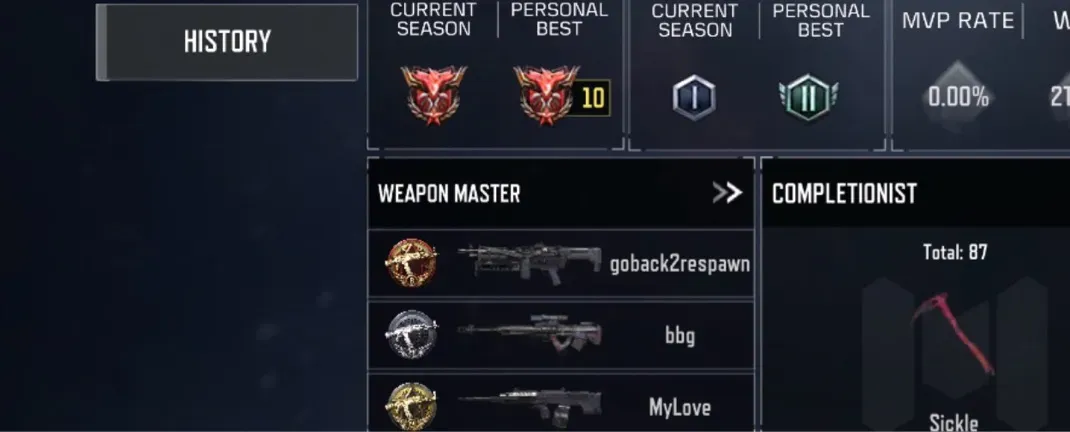 HISTORY
CURRENT SEASON
PERSONAL BEST
10
CURRENT SEASON
I
PERSONAL BEST
II
MVP RATE
0.00%
WEAPON MASTER
goback2respawn
bbg
MyLove
COMPLETIONIST
Total: 87
Sickle